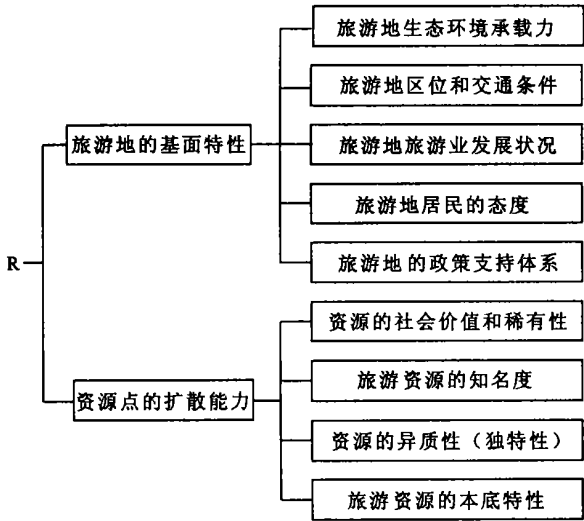 旅游地生态环境承载力
旅游地区位和交通条件
旅游地的基面特性
旅游地旅游业发展状况
旅游地居民的态度
旅游地的政策支持体系
R
资源的社会价值和稀有性
旅游资源的知名度
资源点的扩散能力
资源的异质性（独特性）
旅游资源的本底特性